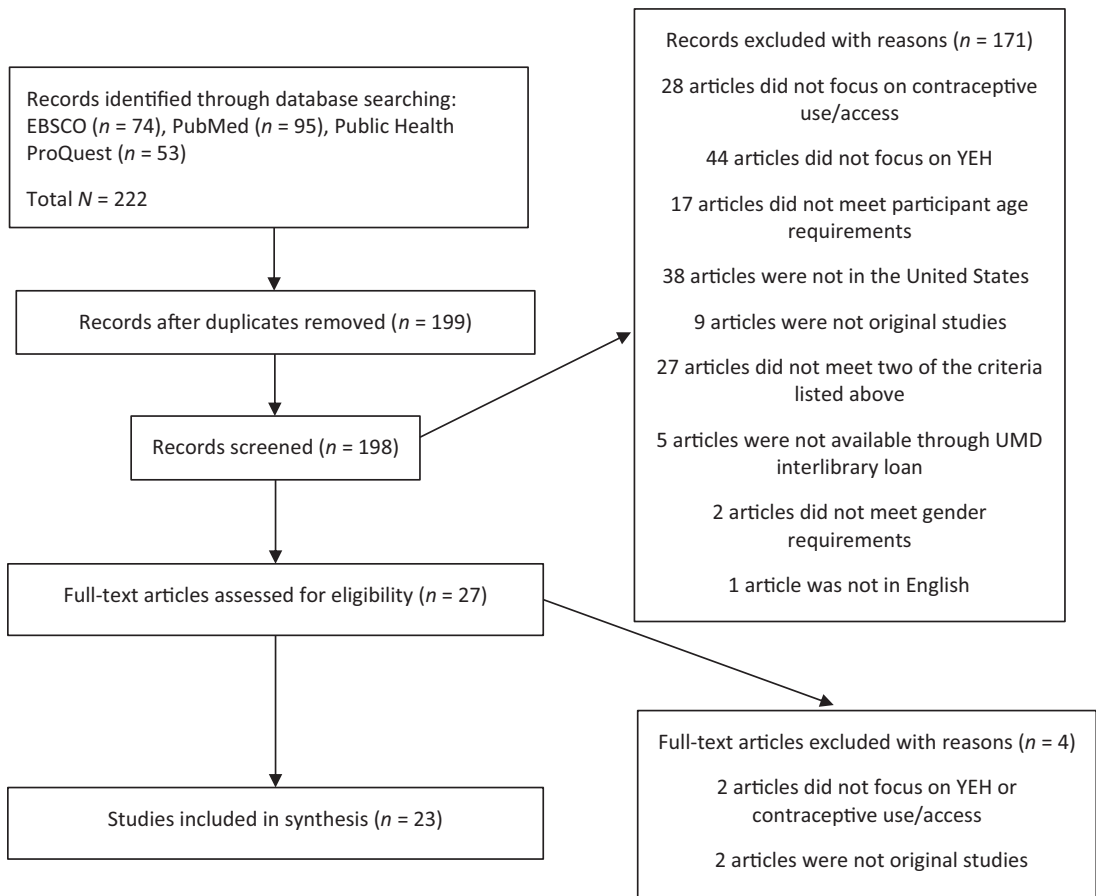 Records identified through database searching:
EBSCO (n = 74), PubMed (n = 95), Public Health
ProQuest (n = 53)
Total N = 222
Records after duplicates removed (n = 199)
Records screened (n = 198)
Records excluded with reasons (n = 171)
28 articles did not focus on contraceptive
use/access
44 articles did not focus on YEH
17 articles did not meet participant age
requirements
38 articles were not in the United States
9 articles were not original studies
27 articles did not meet two of the criteria
listed above
5 articles were not available through UMD
interlibrary loan
2 articles did not meet gender
requirements
1 article was not in English
Full-text articles assessed for eligibility (n = 27)
Full-text articles excluded with reasons (n = 4)
2 articles did not focus on YEH or
contraceptive use/access
2 articles were not original studies
Studies included in synthesis (n = 23)